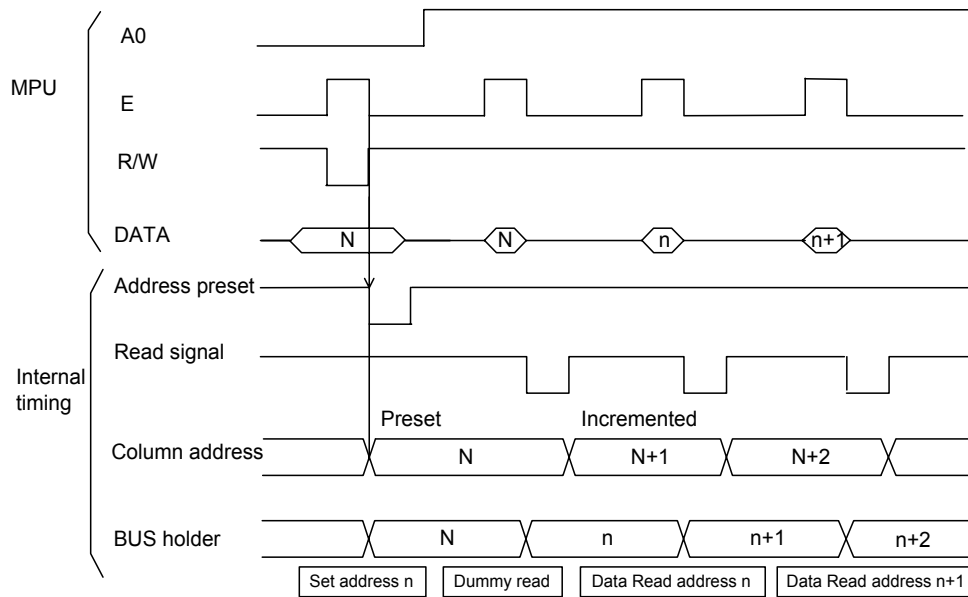 A0
MPU
E
R/W
DATA N N n n+1
Address preset
Read signal
Internal
timing
Preset Incremented
Column address N N+1 N+2
BUS holder N n n+1 n+2
Set address n Dummy read Data Read address n Data Read address n+1